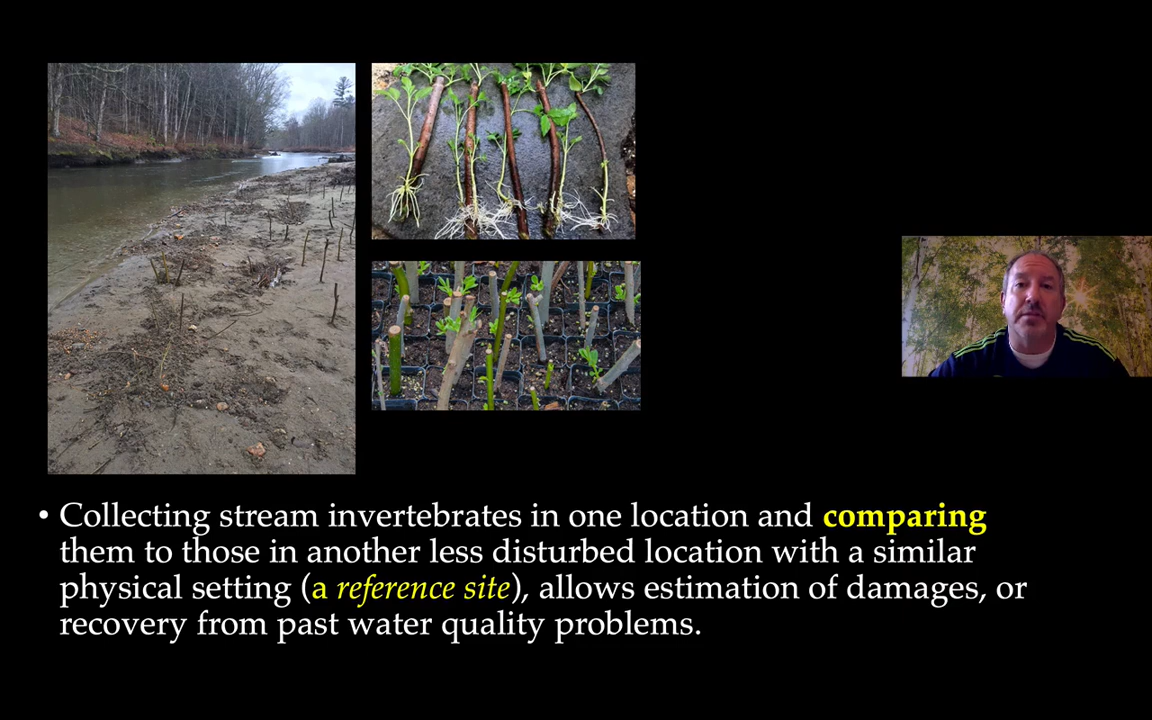 • Collecting stream invertebrates in one location and comparing
them to those in another less disturbed location with a similar
physical setting (a reference site), allows estimation of damages, or
recovery from past water quality problems.